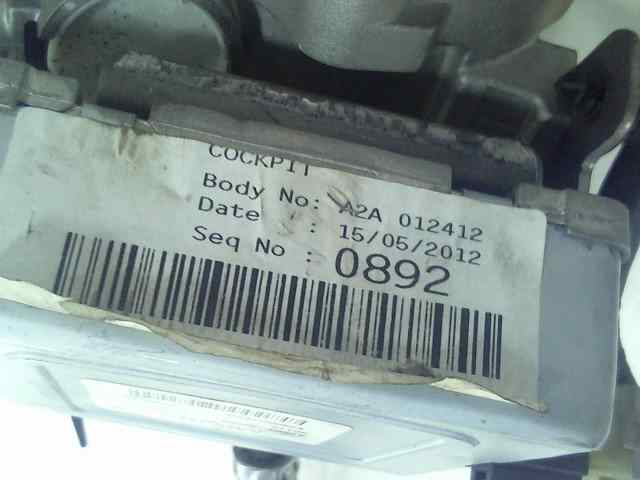 COCKPIT
Body No: A2A 012412
Date : 15/05/2012
Seq No : 0892